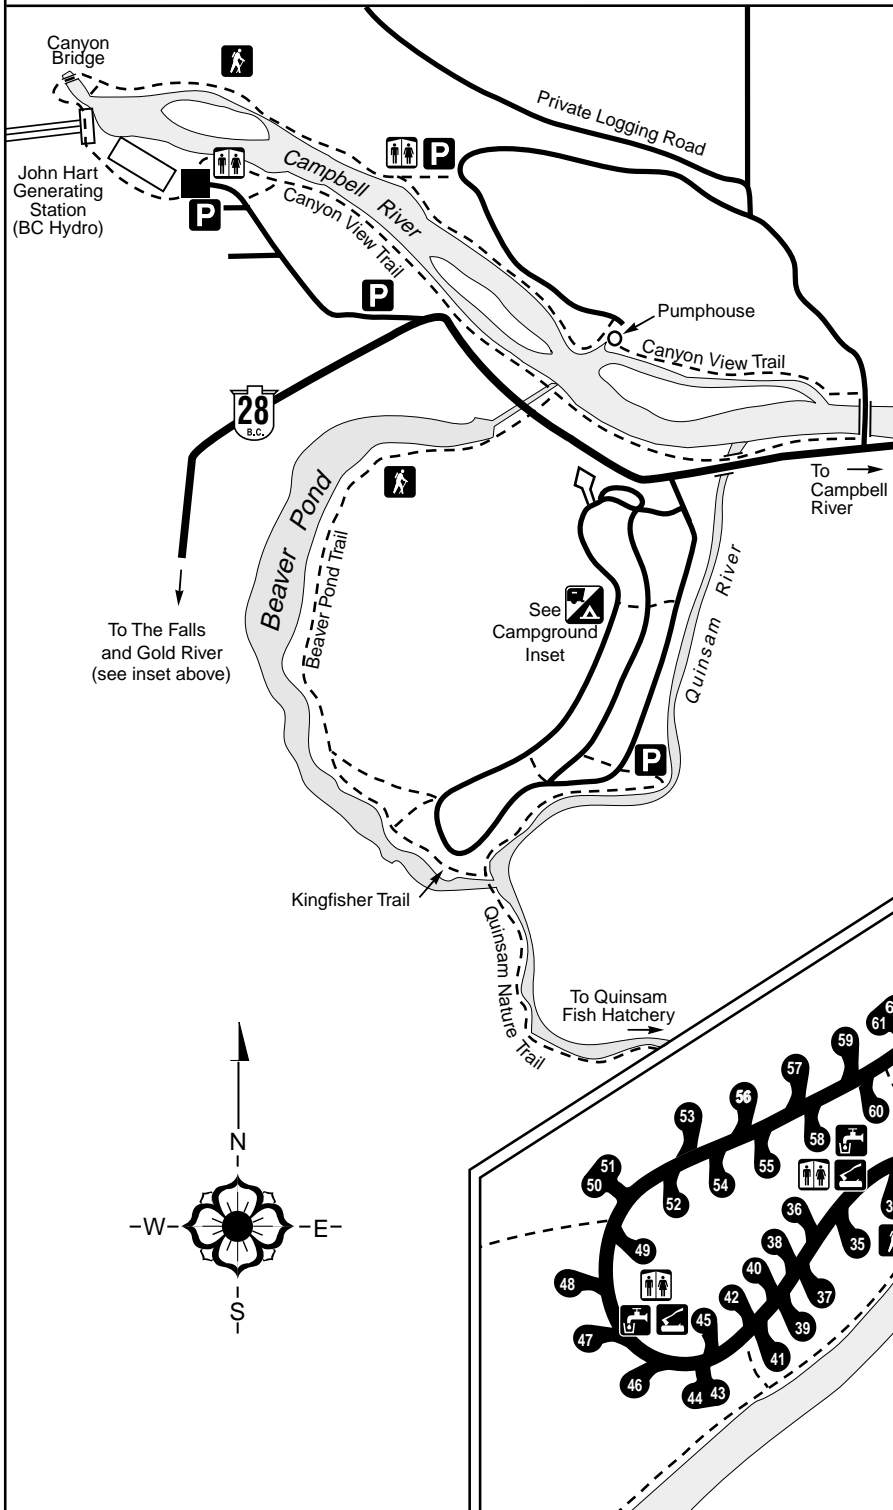 Canyon
Bridge
Private Logging Road
P
John Hart
Generating
Station
(BC Hydro)
Campbell River
Canyon View Trail
P
P
Pumphouse
Canyon View Trail
28
B.C.
To
Campbell
River
Beaver Pond
Beaver Pond Trail
Quinsam River
See
Campground
Inset
To The Falls
and Gold River
(see inset above)
P
Kingfisher Trail
Quinsam Nature Trail
To Quinsam
Fish Hatchery
N
W
E
S
61
59
57
60
56
53
58
55
54
51
50
52
36
35
49
38
40
48
37
42
45
39
47
41
46
44
43